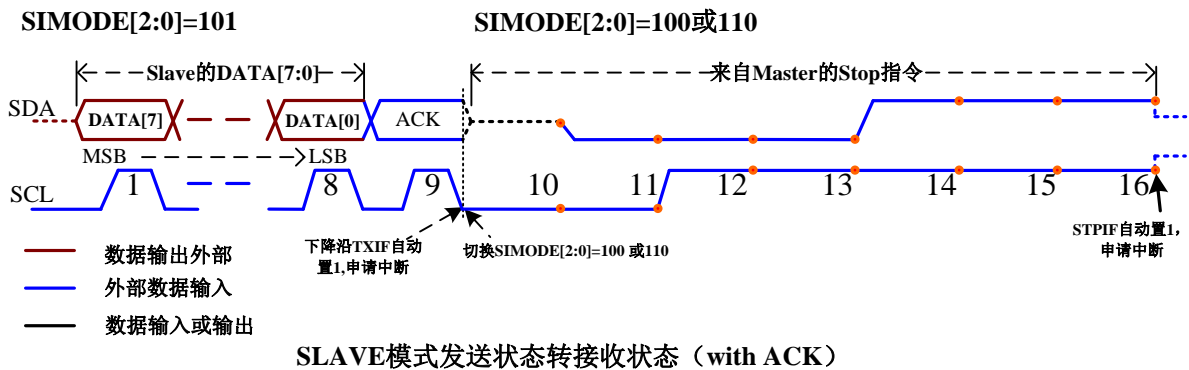 SIMODE[2:0]=101
SIMODE[2:0]=100或110
Slave的DATA[7:0]
来自Master的Stop指令
SDA
DATA[7]
DATA[0]
ACK
MSB
LSB
SCL
1
8
9
10
11
12
13
14
15
16
下降沿TXIF自动
置1,申请中断
切换SIMODE[2:0]=100 或110
STPIF自动置1,
申请中断
数据输出外部
外部数据输入
数据输入或输出
SLAVE模式发送状态转接收状态（with ACK）